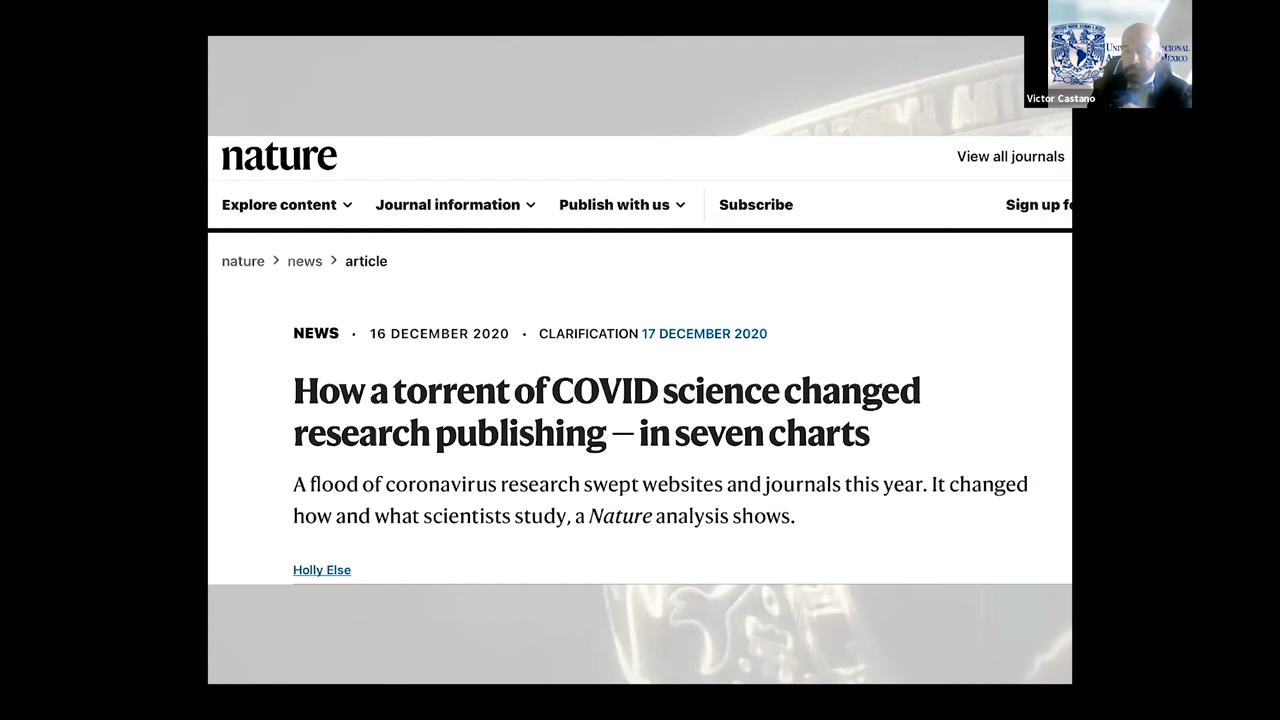 Victor Castano
nature
View all journals
Explore content
Journal information
Publish with us
Subscribe
Sign up
nature > news > article
NEWS · 16 DECEMBER 2020 · CLARIFICATION 17 DECEMBER 2020
How a torrent of COVID science changed
research publishing — in seven charts
A flood of coronavirus research swept websites and journals this year. It changed
how and what scientists study, a Nature analysis shows.
Holly Else